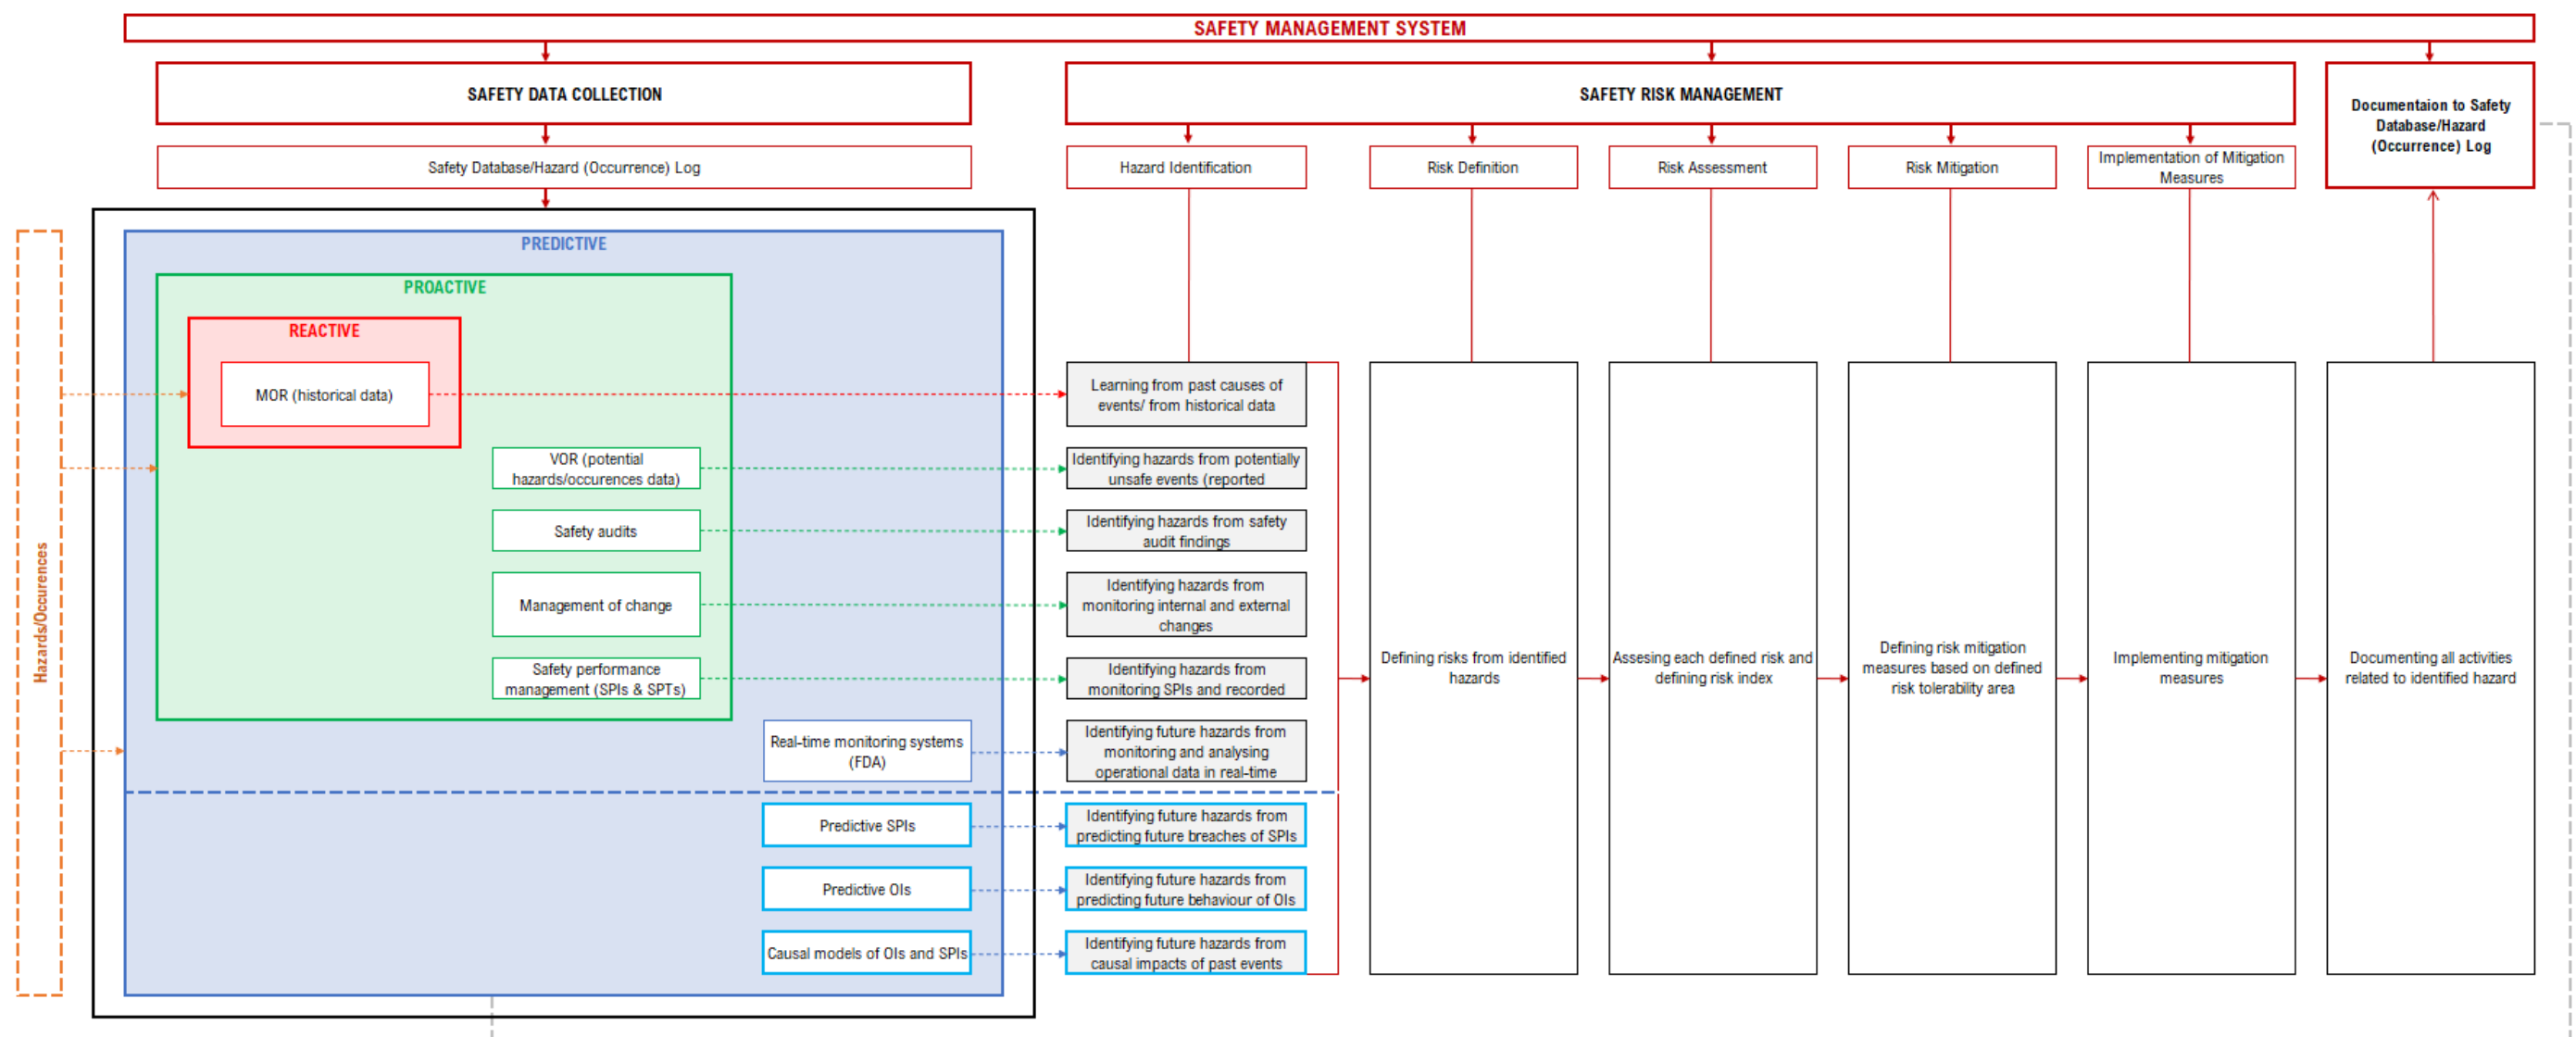 SAFETY MANAGEMENT SYSTEM
SAFETY DATA COLLECTION
SAFETY RISK MANAGEMENT
Documentaion to Safety
Database/Hazard
(Occurrence) Log
Safety Database/Hazard (Occurrence) Log
Hazard Identification
Risk Definition
Risk Assessment
Risk Mitigation
Implementation of Mitigation
Measures
Hazards/Occurences
PREDICTIVE
PROACTIVE
REACTIVE
MOR (historical data)
Learning from past causes of
events/ from historical data
VOR (potential
hazards/occurences data)
Identifying hazards from potentially
unsafe events (reported
Safety audits
Identifying hazards from safety
audit findings
Management of change
Identifying hazards from
monitoring internal and external
changes
Safety performance
management (SPIs & SPTs)
Identifying hazards from
monitoring SPIs and recorded
Real-time monitoring systems
(FDA)
Identifying future hazards from
monitoring and analysing
operational data in real-time
Predictive SPIs
Identifying future hazards from
predicting future breaches of SPIs
Predictive OIs
Identifying future hazards from
predicting future behaviour of OIs
Causal models of OIs and SPIs
Identifying future hazards from
causal impacts of past events
Defining risks from identified
hazards
Assesing each defined risk and
defining risk index
Defining risk mitigation
measures based on defined
risk tolerability area
Implementing mitigation
measures
Documenting all activities
related to identified hazard